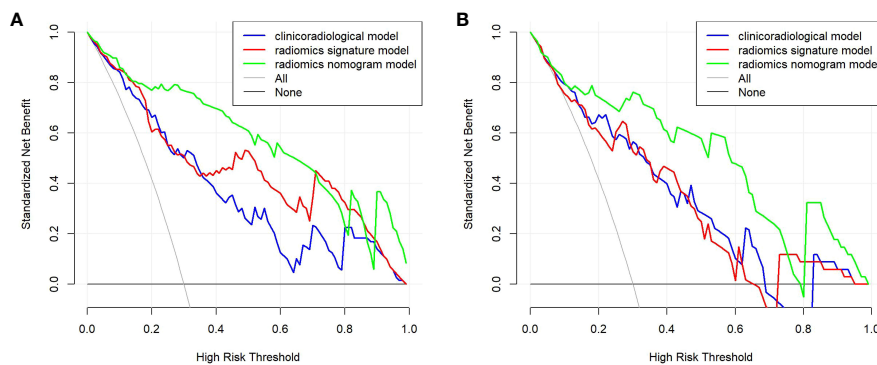 A
clinicoradiological model
radiomics signature model
radiomics nomogram model
All
None
Standardized Net Benefit
1.0
0.8
0.6
0.4
0.2
0.0
0.0 0.2 0.4 0.6 0.8 1.0
High Risk Threshold
B
clinicoradiological model
radiomics signature model
radiomics nomogram model
All
None
Standardized Net Benefit
1.0
0.8
0.6
0.4
0.2
0.0
0.0 0.2 0.4 0.6 0.8 1.0
High Risk Threshold